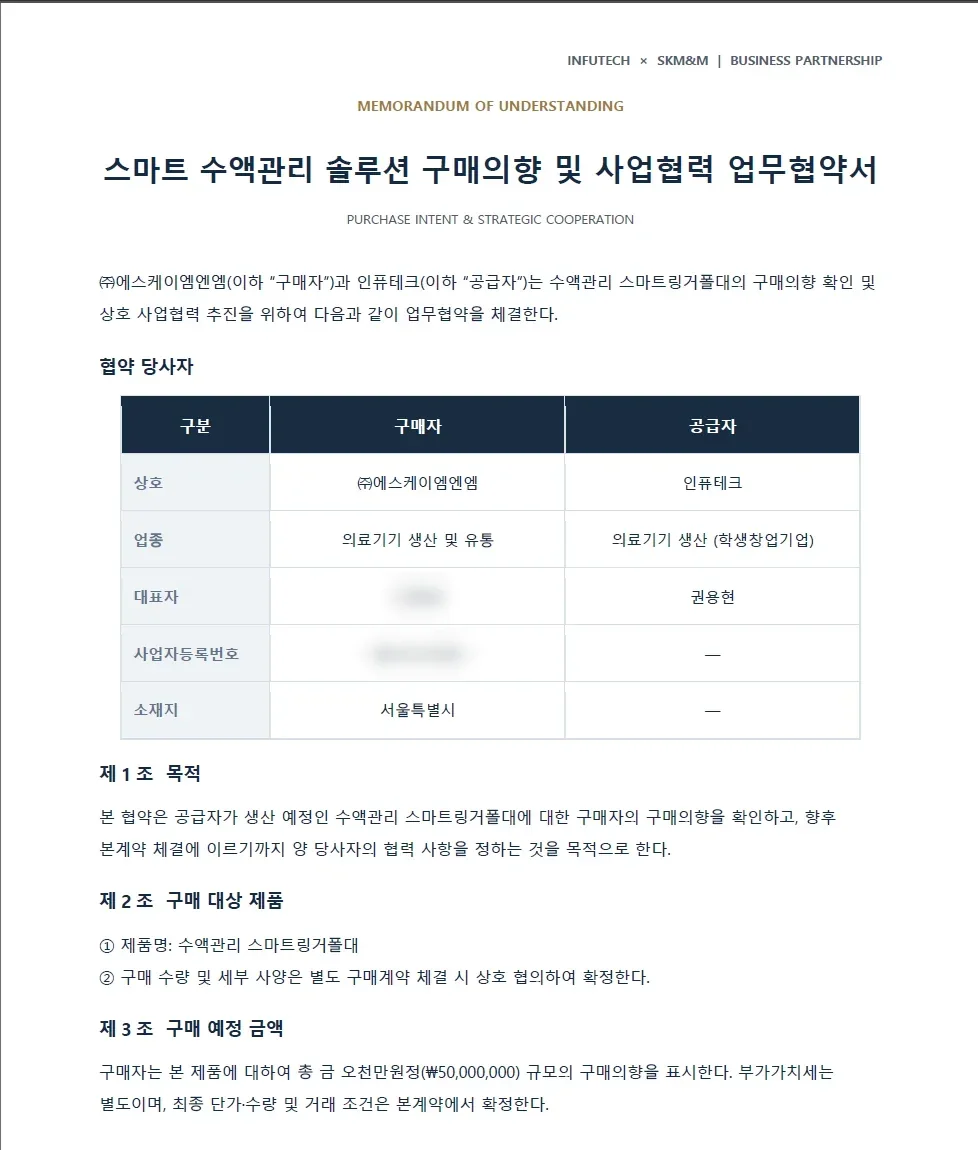 INFUTECH × SKM&M | BUSINESS PARTNERSHIP
MEMORANDUM OF UNDERSTANDING
스마트 수액관리 솔루션 구매의향 및 사업협력 업무협약서
PURCHASE INTENT & STRATEGIC COOPERATION
㈜에스케이엠엔엠(이하 “구매자”)과 인퓨테크(이하 “공급자”)는 수액관리 스마트링거폴대의 구매의향 확인 및
상호 사업협력 추진을 위하여 다음과 같이 업무협약을 체결한다.
협약 당사자
구분 구매자 공급자
상호 ㈜에스케이엠엔엠 인퓨테크
업종 의료기기 생산 및 유통 의료기기 생산 (학생창업기업)
대표자 권용현
사업자등록번호 —
소재지 서울특별시 —
제 1 조 목적
본 협약은 공급자가 생산 예정인 수액관리 스마트링거폴대에 대한 구매자의 구매의향을 확인하고, 향후
본계약 체결에 이르기까지 양 당사자의 협력 사항을 정하는 것을 목적으로 한다.
제 2 조 구매 대상 제품
① 제품명: 수액관리 스마트링거폴대
② 구매 수량 및 세부 사양은 별도 구매계약 체결 시 상호 협의하여 확정한다.
제 3 조 구매 예정 금액
구매자는 본 제품에 대하여 총 금 오천만원정(₩50,000,000) 규모의 구매의향을 표시한다. 부가가치세는
별도이며, 최종 단가·수량 및 거래 조건은 본계약에서 확정한다.